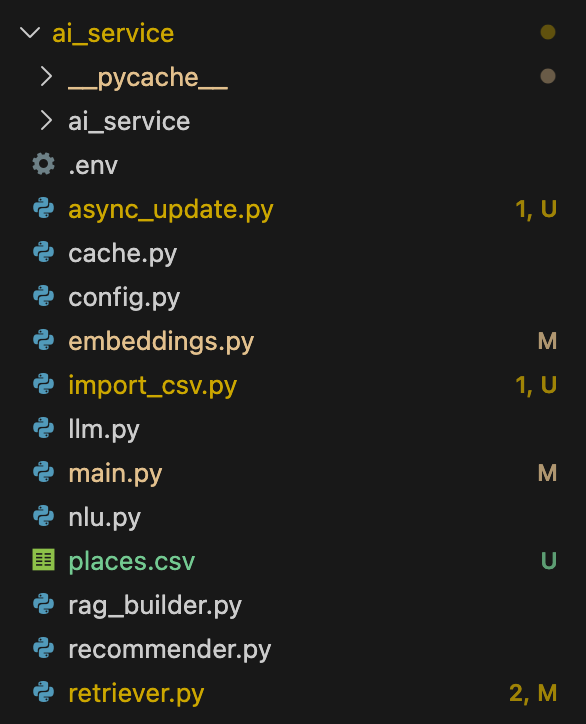 ai_service
__pycache__
ai_service
.env
async_update.py 1, U
cache.py
config.py
embeddings.py M
import_csv.py 1, U
llm.py
main.py M
nlu.py
places.csv U
rag_builder.py
recommender.py
retriever.py 2, M